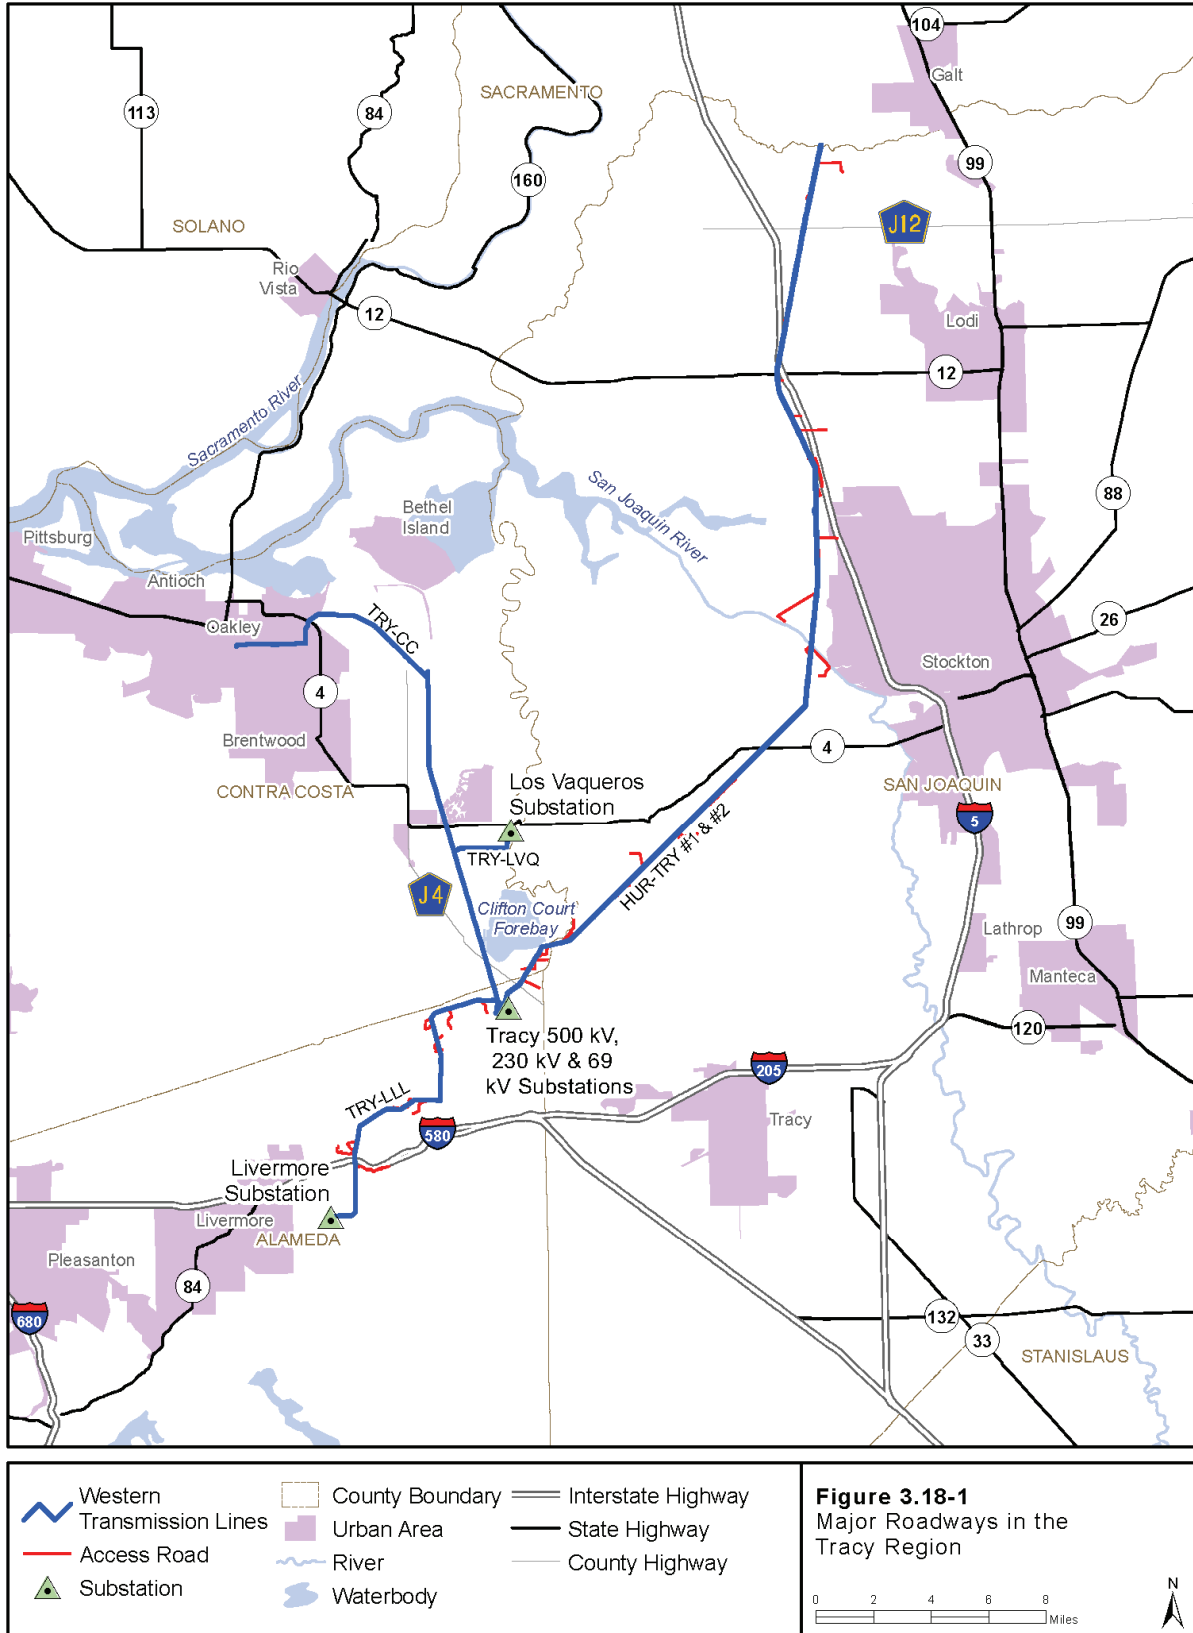 104
Galt
SACRAMENTO
113
84
99
160
SOLANO
J12
Rio
Vista
12
Lodi
12
Sacramento River
San Joaquin River
88
Bethel
Island
Pittsburg
Antioch
TRY-CC
Oakley
26
Stockton
4
Brentwood
4
CONTRA COSTA
Los Vaqueros
Substation
SAN JOAQUIN
5
TRY-LVQ
HUR-TRY #1 & #2
J4
Clifton Court
Forebay
99
Lathrop
Manteca
120
Tracy 500 kV,
230 kV & 69
kV Substations
205
TRY-LLL
Tracy
580
Livermore
Substation
Livermore
ALAMEDA
Pleasanton
84
680
132
33
STANISLAUS
Western
Transmission Lines
Access Road
Substation
County Boundary
Urban Area
River
Waterbody
Interstate Highway
State Highway
County Highway
Figure 3.18-1
Major Roadways in the
Tracy Region
0 2 4 6 8
Miles
N